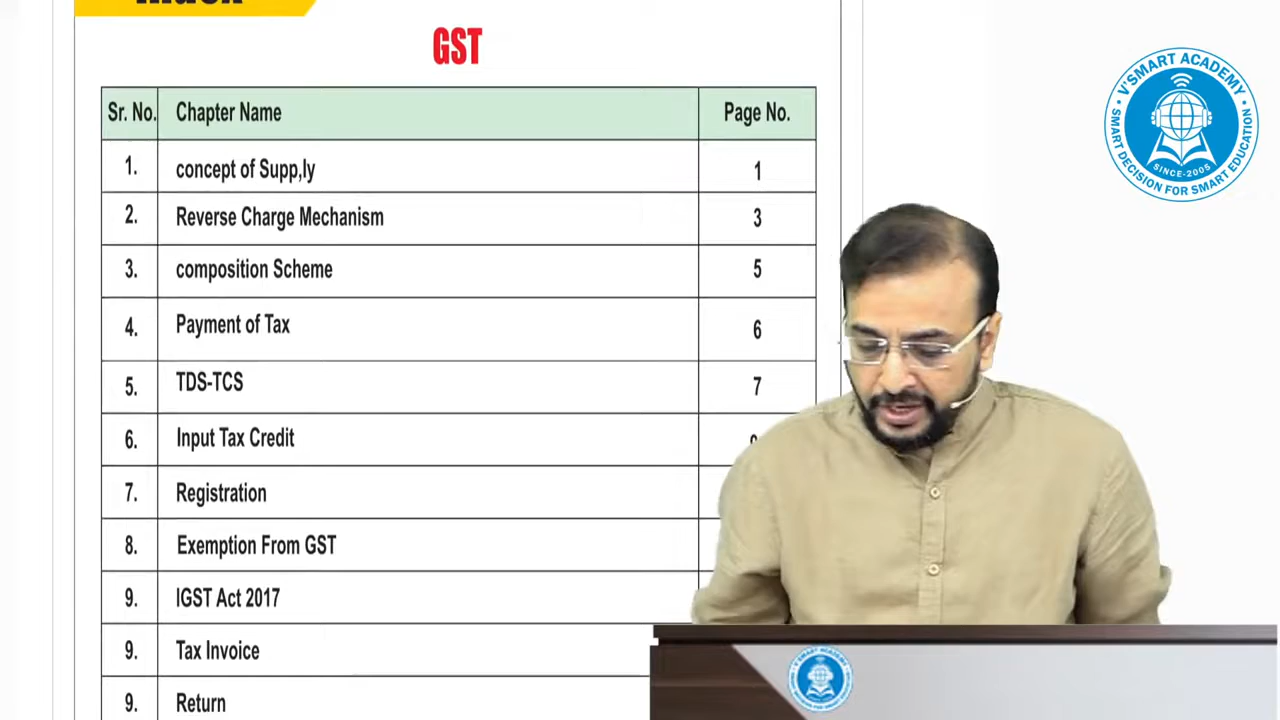 Index
GST
Sr. No. Chapter Name Page No.
1. concept of Supp,ly 1
2. Reverse Charge Mechanism 3
3. composition Scheme 5
4. Payment of Tax 6
5. TDS-TCS 7
6. Input Tax Credit
7. Registration
8. Exemption From GST
9. IGST Act 2017
9. Tax Invoice
9. Return
V'SMART ACADEMY
SINCE-2005
SMART DECISION FOR SMART EDUCATION
V'SMART ACADEMY